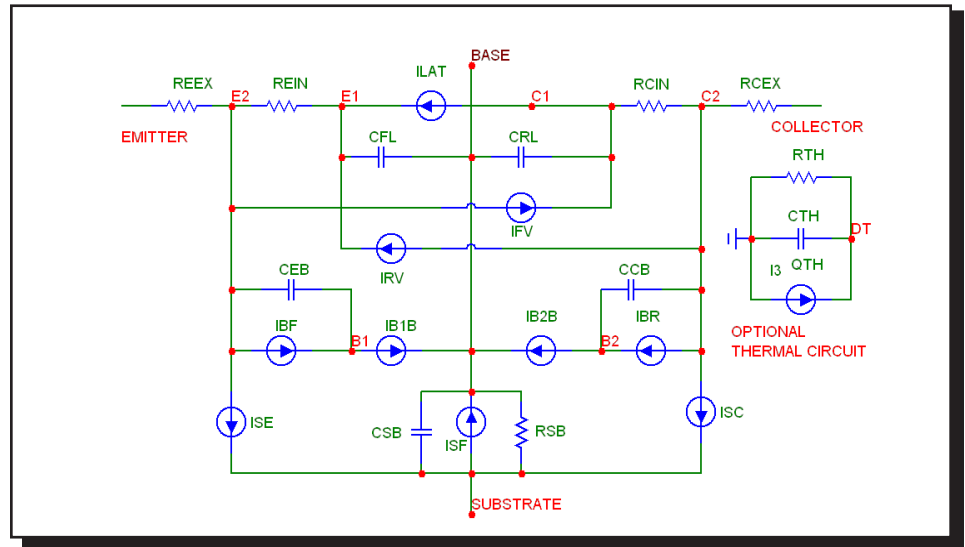 BASE
REEX
REIN
ILAT
RCIN
RCEX
E2
E1
C1
C2
EMITTER
COLLECTOR
CFL
CRL
RTH
CTH
DT
IFV
IRV
QTH
I3
CEB
CCB
IBF
IB1B
IB2B
IBR
B1
B2
OPTIONAL
THERMAL CIRCUIT
ISE
CSB
ISF
RSB
ISC
SUBSTRATE